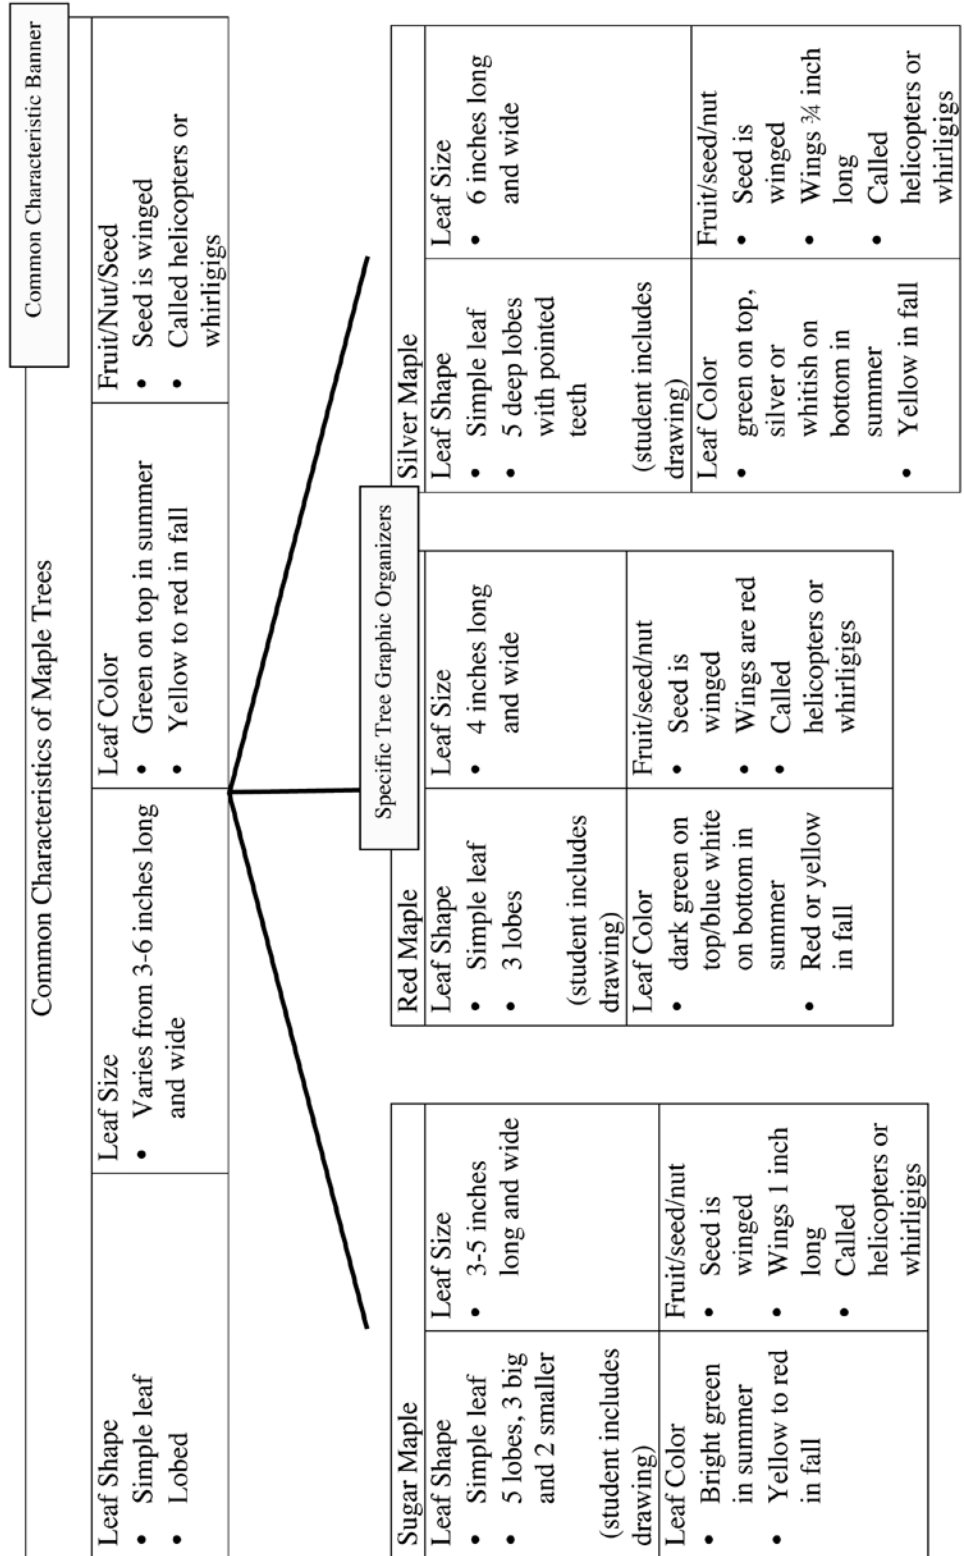 Common Characteristic Banner
Common Characteristics of Maple Trees
Leaf Shape
• Simple leaf
• Lobed
Leaf Size
• Varies from 3-6 inches long
and wide
Leaf Color
• Green on top in summer
• Yellow to red in fall
Fruit/Nut/Seed
• Seed is winged
• Called helicopters or
whirligigs
Specific Tree Graphic Organizers
Sugar Maple
Leaf Shape
• Simple leaf
• 5 lobes, 3 big
and 2 smaller
(student includes
drawing)
Leaf Size
• 3-5 inches
long and wide
Leaf Color
• Bright green
in summer
• Yellow to red
in fall
Fruit/seed/nut
• Seed is
winged
• Wings 1 inch
long
• Called
helicopters or
whirligigs
Red Maple
Leaf Shape
• Simple leaf
• 3 lobes
(student includes
drawing)
Leaf Size
• 4 inches long
and wide
Leaf Color
• dark green on
top/blue white
on bottom in
summer
• Red or yellow
in fall
Fruit/seed/nut
• Seed is
winged
• Wings are red
• Called
helicopters or
whirligigs
Silver Maple
Leaf Shape
• Simple leaf
• 5 deep lobes
with pointed
teeth
(student includes
drawing)
Leaf Size
• 6 inches long
and wide
Leaf Color
• green on top,
silver or
whitish on
bottom in
summer
• Yellow in fall
Fruit/seed/nut
• Seed is
winged
• Wings ¾ inch
long
• Called
helicopters or
whirligigs